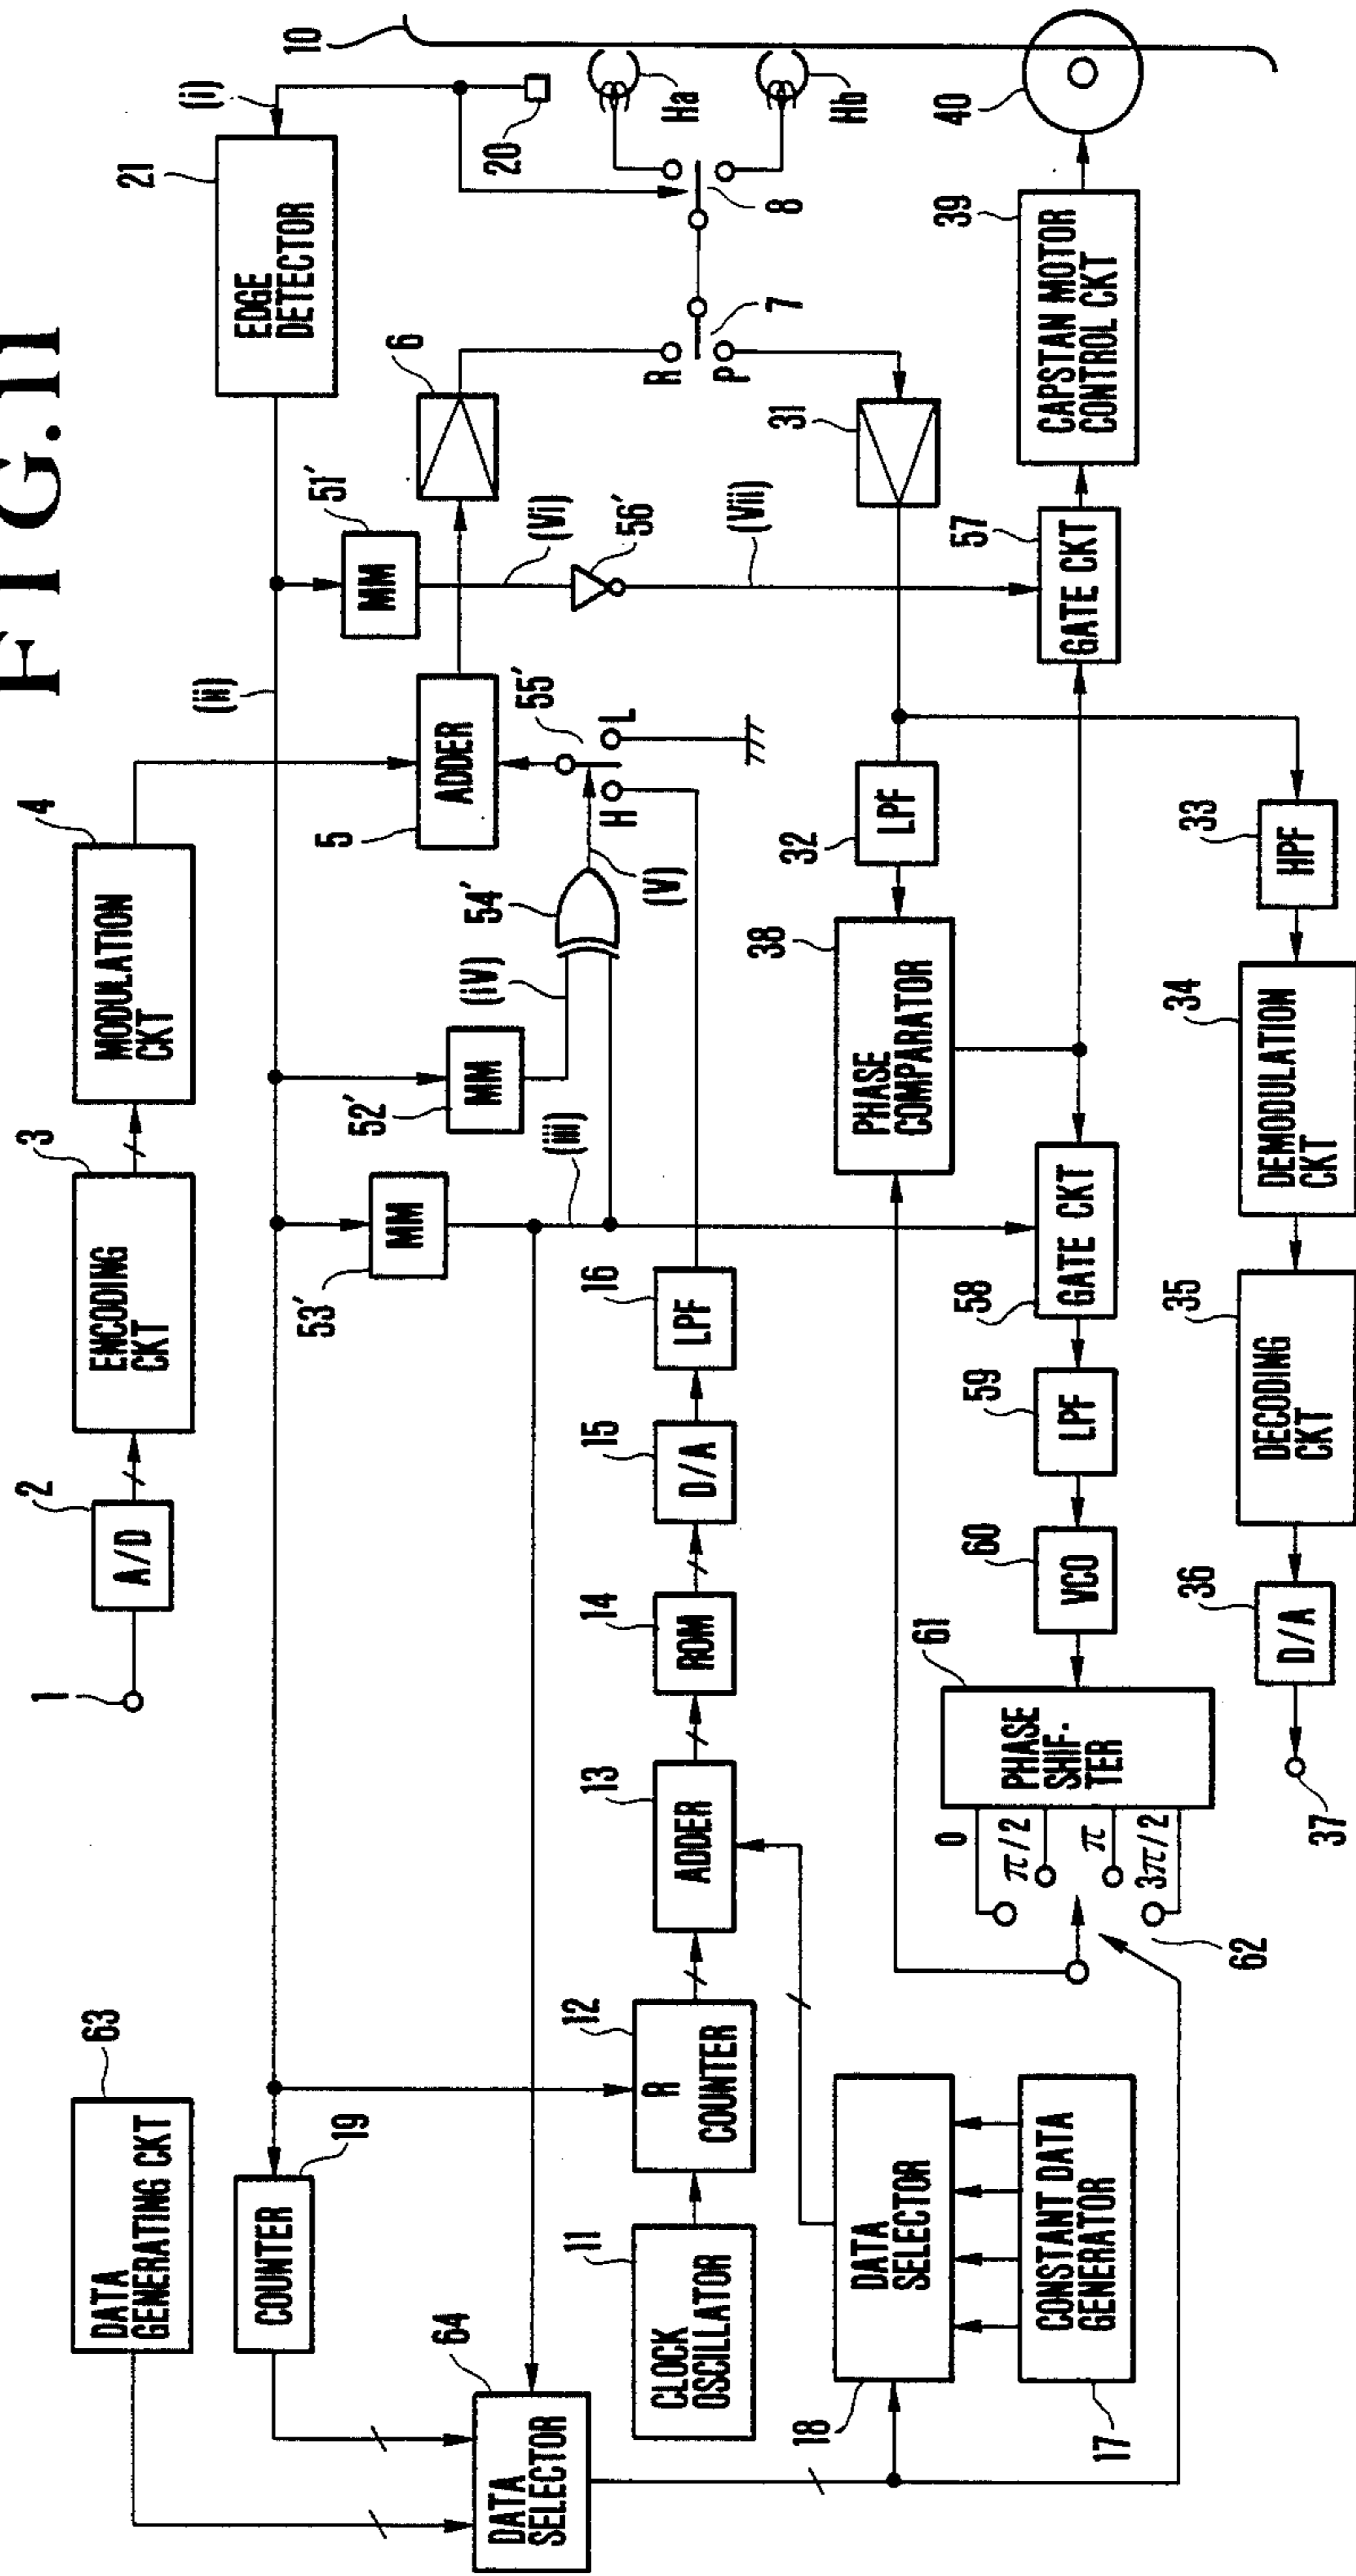 FIG.11
1
2
A/D
3
ENCODING
CKT
4
MODULATION
CKT
63
DATA
GENERATING CKT
19
COUNTER
(ii)
21
EDGE
DETECTOR
(i)
10
53'
MM
52'
MM
51'
MM
(iii)
(iV)
54'
(V)
5
ADDER
55'
H
L
(Vi)
56'
(Vii)
6
R
P
7
8
20
Ha
Hb
64
DATA
SELECTOR
11
CLOCK
OSCILLATOR
12
R
COUNTER
13
ADDER
14
ROM
15
D/A
16
LPF
18
DATA
SELECTOR
17
CONSTANT DATA
GENERATOR
38
PHASE
COMPARATOR
32
LPF
31
62
0
π/2
π
3π/2
61
PHASE
SHIF-
TER
60
VCO
59
LPF
58
GATE CKT
57
GATE CKT
39
CAPSTAN MOTOR
CONTROL CKT
40
37
36
D/A
35
DECODING
CKT
34
DEMODULATION
CKT
33
HPF